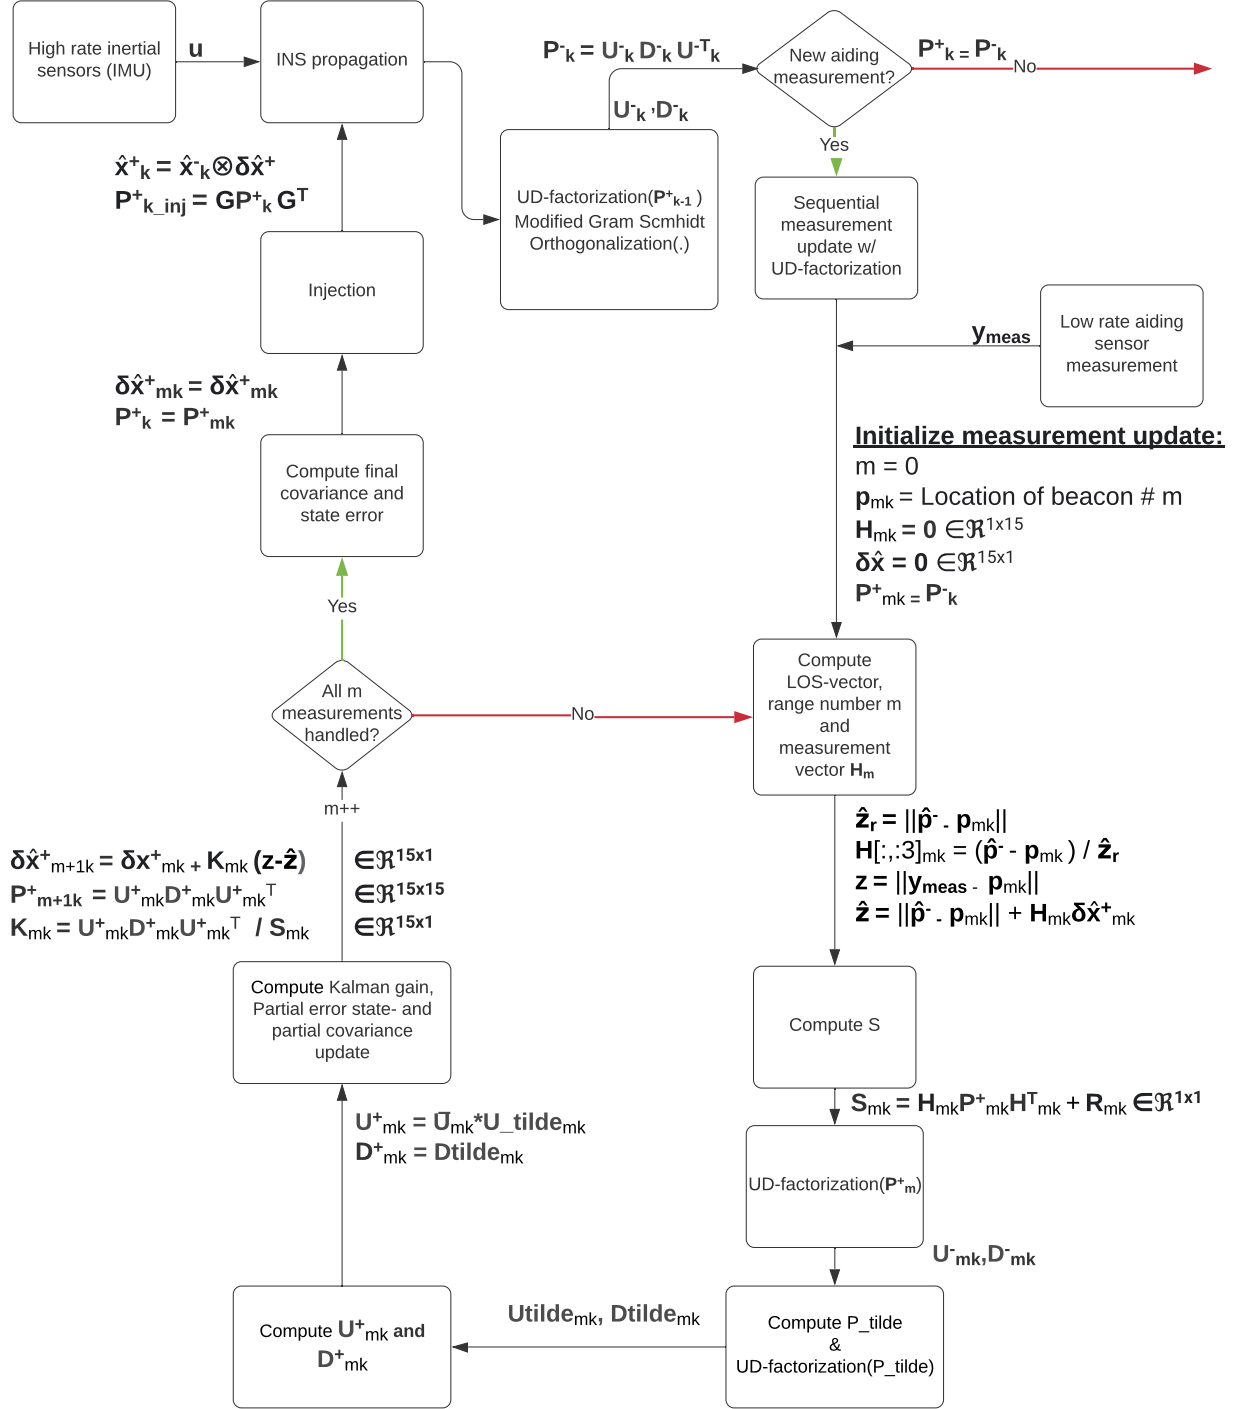 High rate inertial
sensors (IMU)
u
INS propagation
P⁻ₖ = U⁻ₖ D⁻ₖ U⁻ᵀₖ
New aiding
measurement?
P⁺ₖ = P⁻ₖ
No
U⁻ₖ ,D⁻ₖ
Yes
x̂⁺ₖ = x̂⁻ₖ⊗δx̂⁺
P⁺ₖ_inj = GP⁺ₖ Gᵀ
UD-factorization(P⁺ₖ₋₁ )
Modified Gram Scmhidt
Orthogonalization(.)
Sequential
measurement
update w/
UD-factorization
Injection
yₘₑₐₛ
Low rate aiding
sensor
measurement
δx̂⁺ₘₖ = δx̂⁺ₘₖ
P⁺ₖ = P⁺ₘₖ
Initialize measurement update:
m = 0
pₘₖ = Location of beacon # m
Hₘₖ = 0 ∈ℜ¹ˣ¹⁵
δx̂ = 0 ∈ℜ¹⁵ˣ¹
P⁺ₘₖ = P⁻ₖ
Compute final
covariance and
state error
Yes
All m
measurements
handled?
No
Compute
LOS-vector,
range number m
and
measurement
vector Hₘ
m++
ẑᵣ = ||p̂⁻ - pₘₖ||
H[:,:3]ₘₖ = (p̂⁻ - pₘₖ ) / ẑᵣ
z = ||yₘₑₐₛ - pₘₖ||
ẑ = ||p̂⁻ - pₘₖ|| + Hₘₖδx̂⁺ₘₖ
δx̂⁺ₘ₊₁ₖ = δx⁺ₘₖ + Kₘₖ (z-ẑ) ∈ℜ¹⁵ˣ¹
P⁺ₘ₊₁ₖ = U⁺ₘₖD⁺ₘₖU⁺ₘₖᵀ ∈ℜ¹⁵ˣ¹⁵
Kₘₖ = U⁺ₘₖD⁺ₘₖU⁺ₘₖᵀ / Sₘₖ ∈ℜ¹⁵ˣ¹
Compute Kalman gain,
Partial error state- and
partial covariance
update
Compute S
Sₘₖ = HₘₖP⁺ₘₖHᵀₘₖ + Rₘₖ ∈ℜ¹ˣ¹
U⁺ₘₖ = U̅ₘₖ*U_tildeₘₖ
D⁺ₘₖ = Dtildeₘₖ
UD-factorization(P⁺ₘ)
U⁻ₘₖ,D⁻ₘₖ
Compute U⁺ₘₖ and
D⁺ₘₖ
Utildeₘₖ, Dtildeₘₖ
Compute P_tilde
&
UD-factorization(P_tilde)